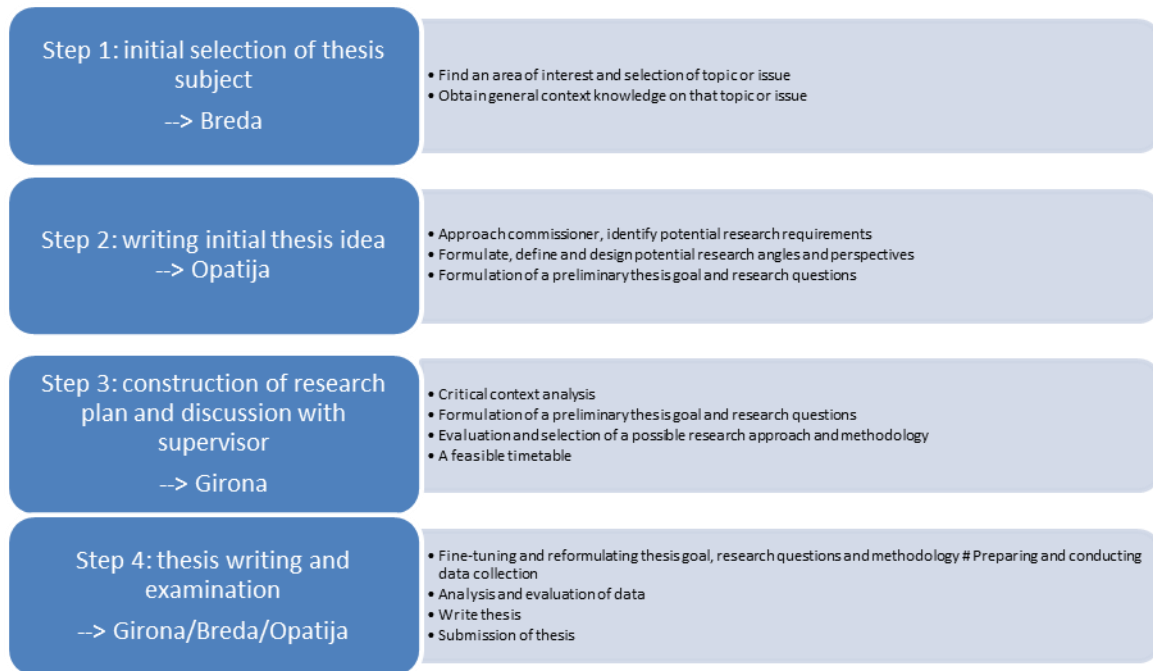 Step 1: initial selection of thesis
subject
--> Breda
• Find an area of interest and selection of topic or issue
• Obtain general context knowledge on that topic or issue
Step 2: writing initial thesis idea
--> Opatija
• Approach commissioner, identify potential research requirements
• Formulate, define and design potential research angles and perspectives
• Formulation of a preliminary thesis goal and research questions
Step 3: construction of research
plan and discussion with
supervisor
--> Girona
• Critical context analysis
• Formulation of a preliminary thesis goal and research questions
• Evaluation and selection of a possible research approach and methodology
• A feasible timetable
Step 4: thesis writing and
examination
--> Girona/Breda/Opatija
• Fine-tuning and reformulating thesis goal, research questions and methodology # Preparing and conducting
data collection
• Analysis and evaluation of data
• Write thesis
• Submission of thesis